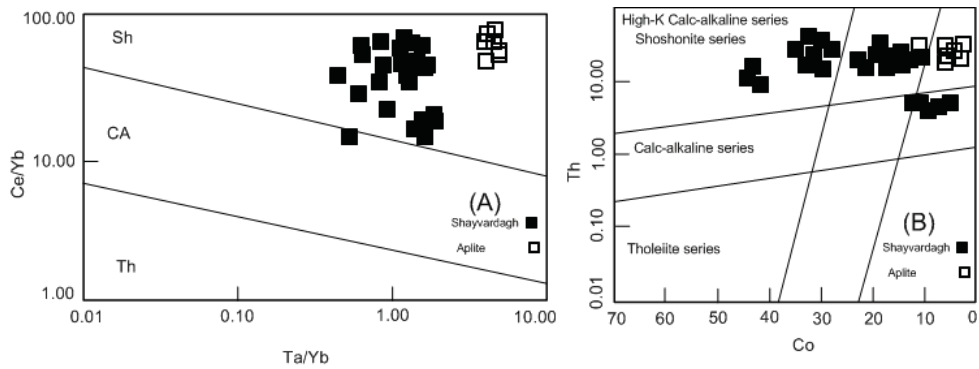 100.00
Sh
CA
10.00
Ce/Yb
(A)
Shayvardagh
Aplite
Th
1.00
0.01
0.10
1.00
10.00
Ta/Yb
High-K Calc-alkaline series
Shoshonite series
10.00
Calc-alkaline series
1.00
Th
0.10
(B)
Tholeiite series
Shayvardagh
Aplite
0.01
70 60 50 40 30 20 10 0
Co